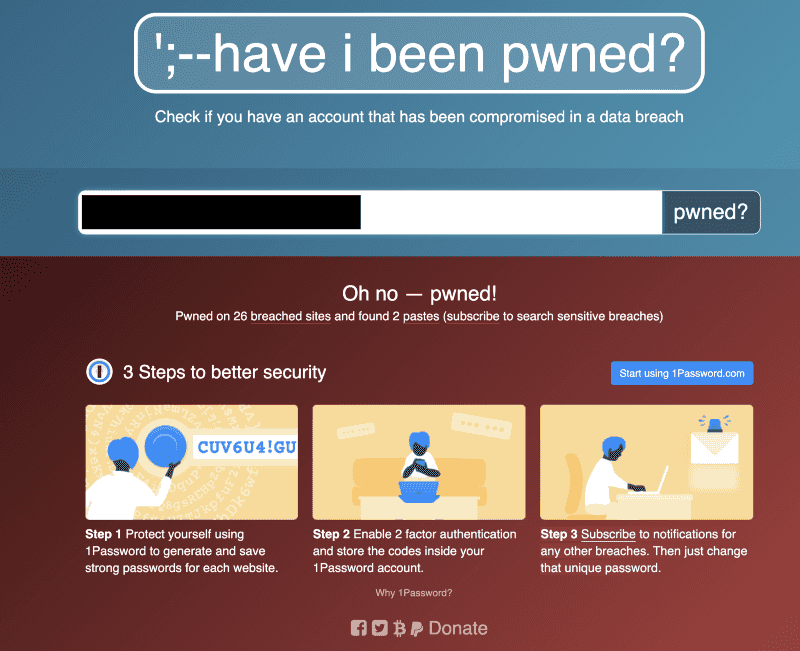 ';--have i been pwned?
Check if you have an account that has been compromised in a data breach
pwned?
Oh no — pwned!
Pwned on 26 breached sites and found 2 pastes (subscribe to search sensitive breaches)
3 Steps to better security
Start using 1Password.com
CUV6U4!GU
Step 1 Protect yourself using
1Password to generate and save
strong passwords for each website.
Step 2 Enable 2 factor authentication
and store the codes inside your
1Password account.
Step 3 Subscribe to notifications for
any other breaches. Then just change
that unique password.
Why 1Password?
Donate